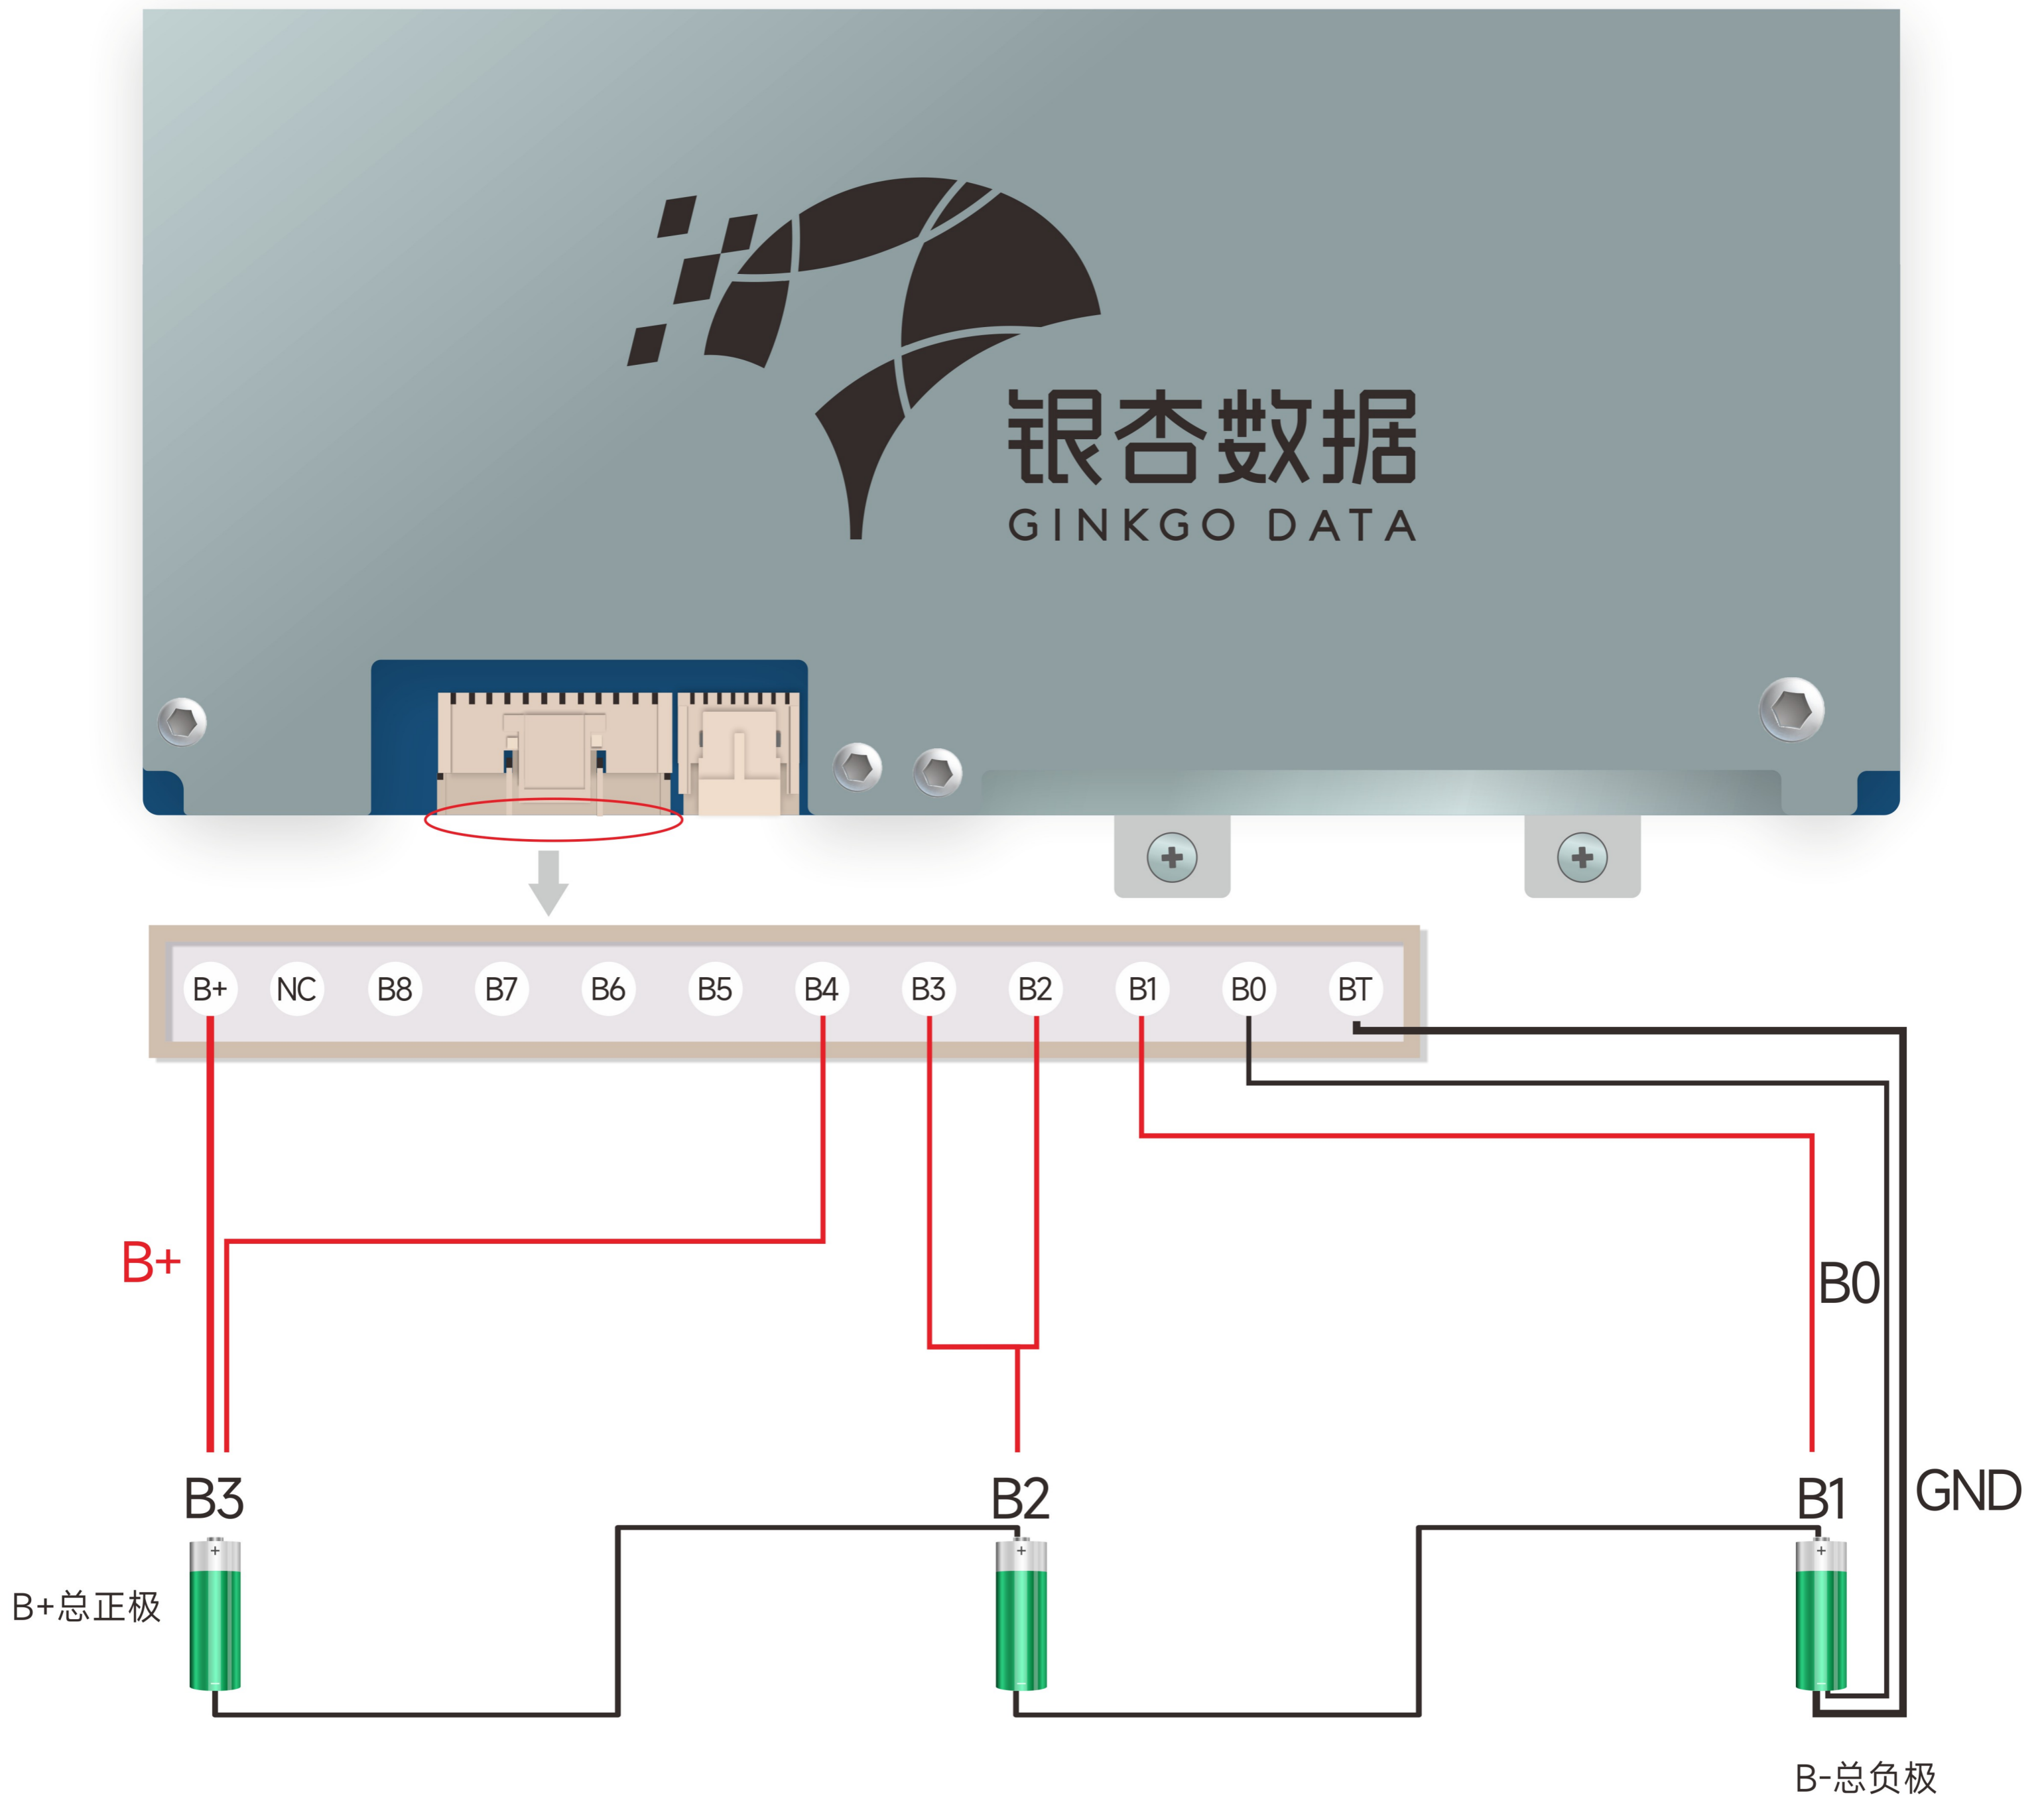 银杏数据
GINKGO DATA
B+ NC B8 B7 B6 B5 B4 B3 B2 B1 B0 BT
B+
B0
B3 B2 B1 GND
+ + +
B+总正极
B-总负极